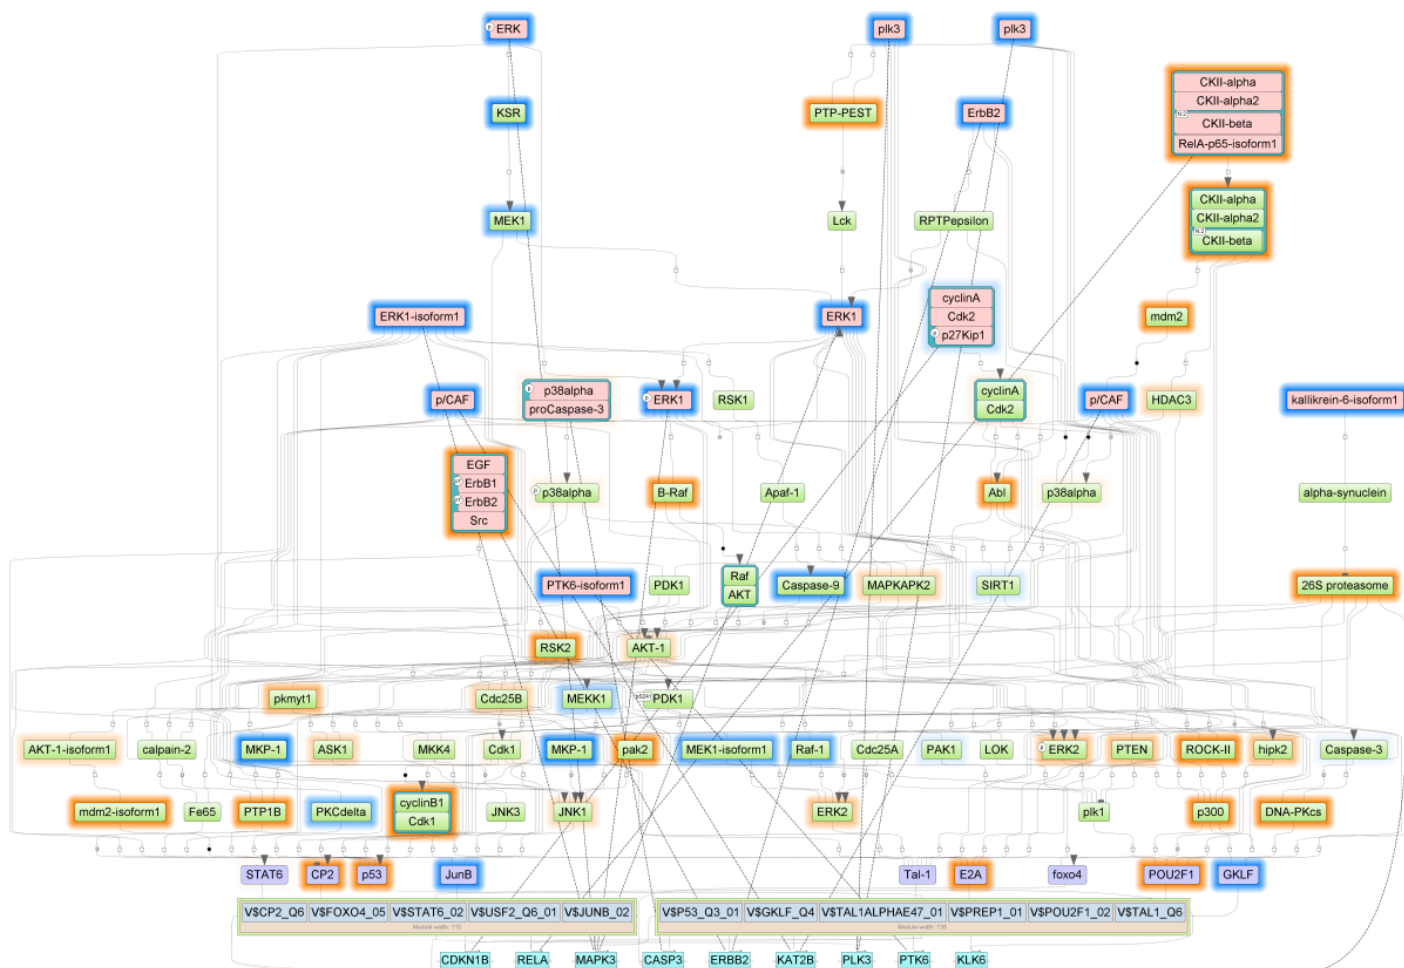 p
ERK
plk3
plk3
KSR
PTP-PEST
ErbB2
CKII-alpha
CKII-alpha2
N.2
CKII-beta
RelA-p65-isoform1
MEK1
Lck
RPTPepsilon
CKII-alpha
CKII-alpha2
N.2
CKII-beta
ERK1-isoform1
ERK1
cyclinA
Cdk2
p
p27Kip1
mdm2
p/CAF
p
p38alpha
proCaspase-3
p
ERK1
RSK1
cyclinA
Cdk2
p/CAF
HDAC3
kallikrein-6-isoform1
EGF
ErbB1
ErbB2
Src
p
p38alpha
B-Raf
Apaf-1
Abl
p38alpha
alpha-synuclein
PTK6-isoform1
PDK1
Raf
AKT
Caspase-9
MAPKAPK2
SIRT1
26S proteasome
RSK2
AKT-1
pkmyt1
Cdc25B
MEKK1
PDK1
AKT-1-isoform1
calpain-2
MKP-1
ASK1
MKK4
Cdk1
MKP-1
pak2
MEK1-isoform1
Raf-1
Cdc25A
PAK1
LOK
p
ERK2
PTEN
ROCK-II
hipk2
Caspase-3
mdm2-isoform1
Fe65
PTP1B
PKCdelta
cyclinB1
Cdk1
JNK3
JNK1
ERK2
plk1
p300
DNA-PKcs
STAT6
CP2
p53
JunB
Tal-1
E2A
foxo4
POU2F1
GKLF
V$CP2_Q6 V$FOXO4_05 V$STAT6_02 V$USF2_Q6_01 V$JUNB_02
Module width: 110
V$P53_Q3_01 V$GKLF_Q4 V$TAL1ALPHAE47_01 V$PREP1_01 V$POU2F1_02 V$TAL1_Q6
CDKN1B RELA MAPK3 CASP3 ERBB2 KAT2B PLK3 PTK6 KLK6